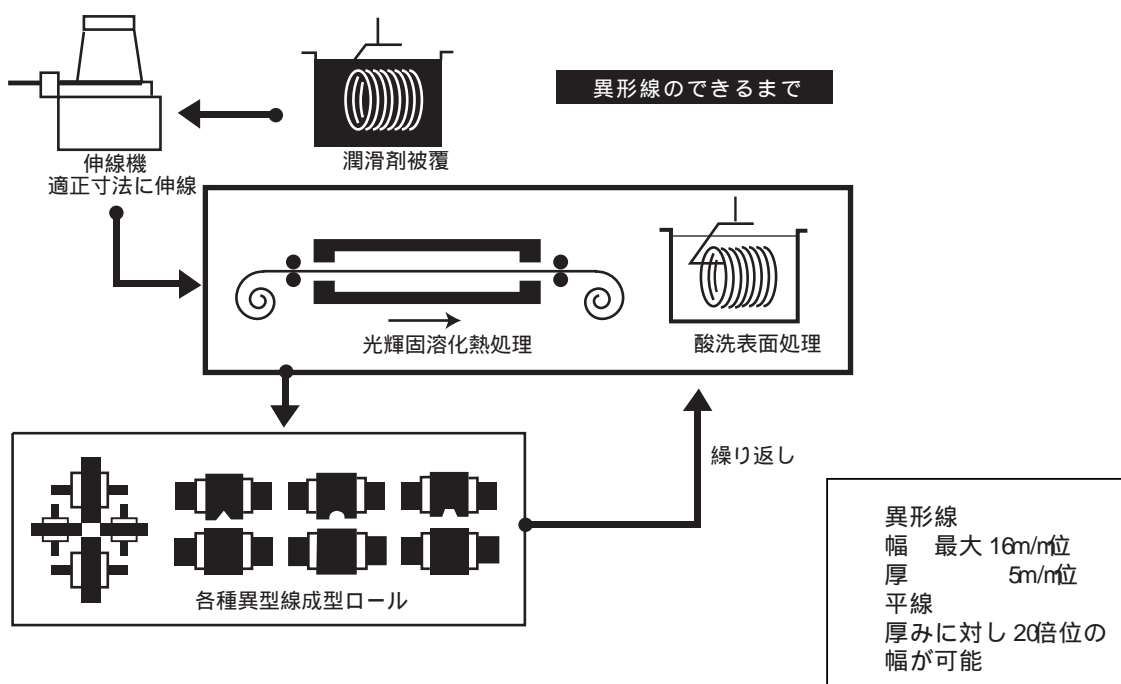 異形線のできるまで
潤滑剤被覆
伸線機
適正寸法に伸線
光輝固溶化熱処理
酸洗表面処理
繰り返し
各種異型線成型ロール
異形線
幅　最大 16m/m位
厚　　　　5m/m位
平線
厚みに対し 20倍位の
幅が可能